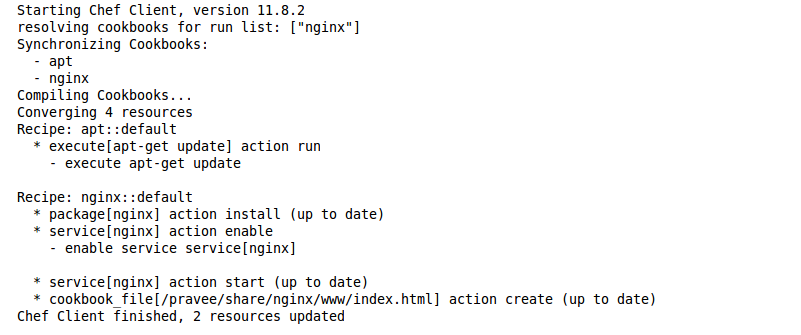 Starting Chef Client, version 11.8.2
resolving cookbooks for run list: ["nginx"]
Synchronizing Cookbooks:
  - apt
  - nginx
Compiling Cookbooks...
Converging 4 resources
Recipe: apt::default
  * execute[apt-get update] action run
    - execute apt-get update

Recipe: nginx::default
  * package[nginx] action install (up to date)
  * service[nginx] action enable
    - enable service service[nginx]

  * service[nginx] action start (up to date)
  * cookbook_file[/pravee/share/nginx/www/index.html] action create (up to date)
Chef Client finished, 2 resources updated